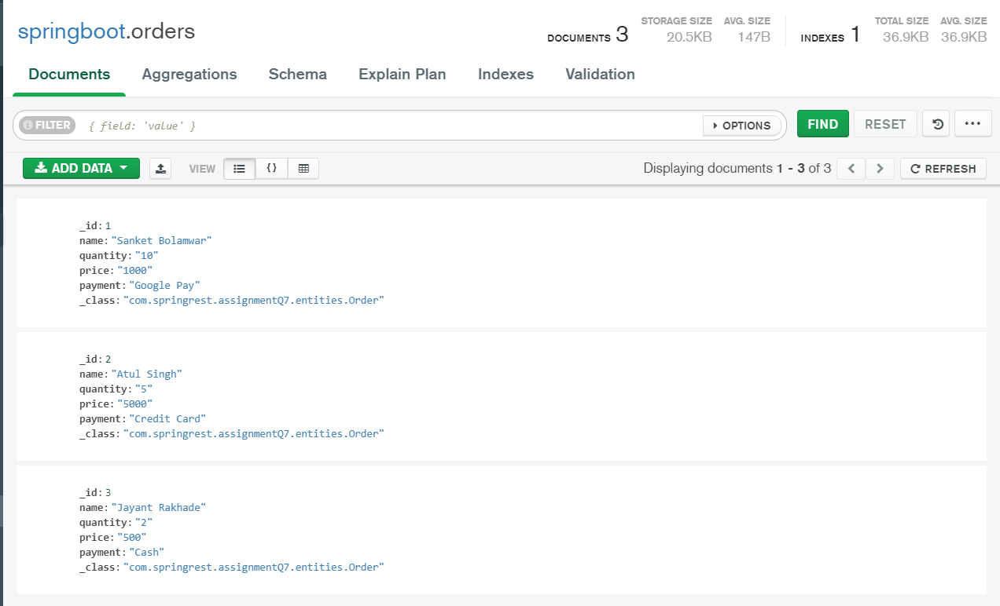 springboot.orders
DOCUMENTS 3 STORAGE SIZE 20.5KB AVG. SIZE 147B INDEXES 1 TOTAL SIZE 36.9KB AVG. SIZE 36.9KB
Documents Aggregations Schema Explain Plan Indexes Validation
FILTER { field: 'value' } OPTIONS FIND RESET
ADD DATA VIEW {} Displaying documents 1 - 3 of 3 < > REFRESH
_id: 1
name: "Sanket Bolamwar"
quantity: "10"
price: "1000"
payment: "Google Pay"
_class: "com.springrest.assignmentQ7.entities.Order"
_id: 2
name: "Atul Singh"
quantity: "5"
price: "5000"
payment: "Credit Card"
_class: "com.springrest.assignmentQ7.entities.Order"
_id: 3
name: "Jayant Rakhade"
quantity: "2"
price: "500"
payment: "Cash"
_class: "com.springrest.assignmentQ7.entities.Order"